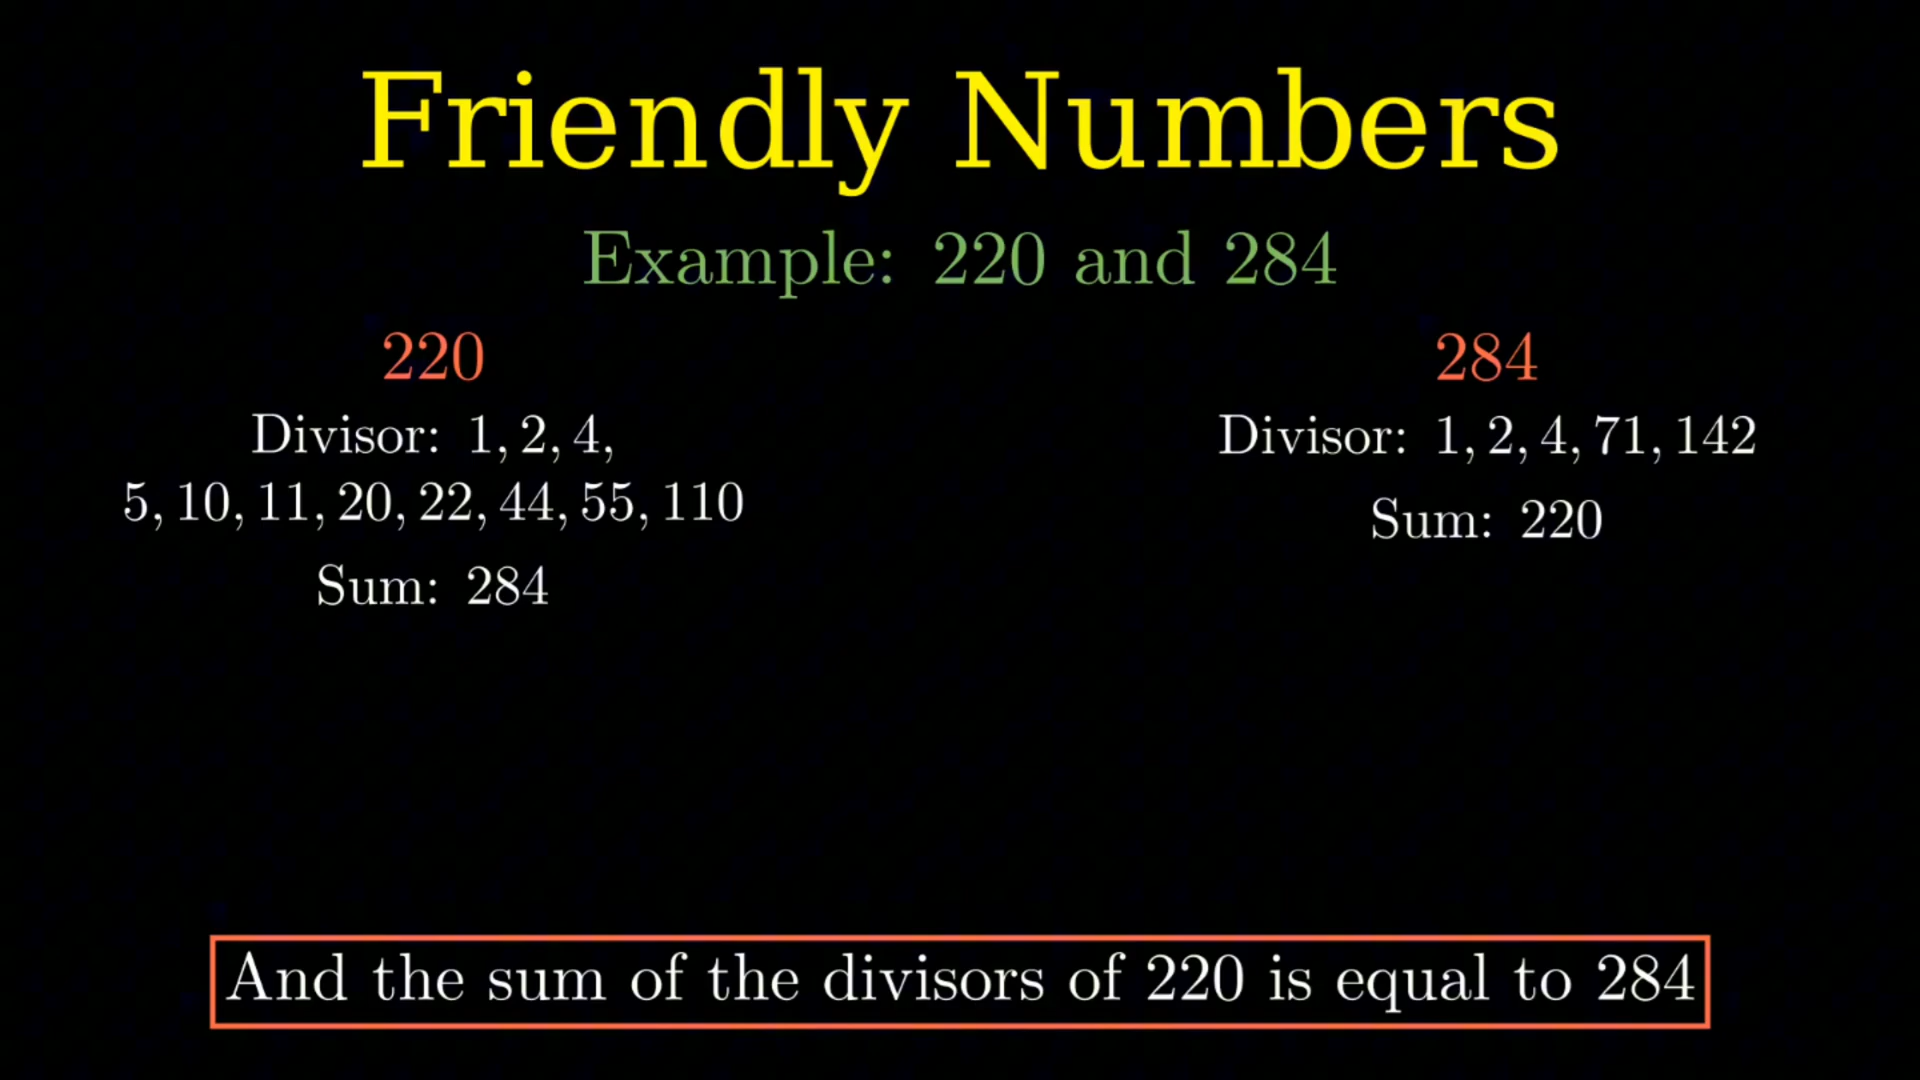 Friendly Numbers
Example: 220 and 284
220
Divisor: 1, 2, 4,
5, 10, 11, 20, 22, 44, 55, 110
Sum: 284
284
Divisor: 1, 2, 4, 71, 142
Sum: 220
And the sum of the divisors of 220 is equal to 284